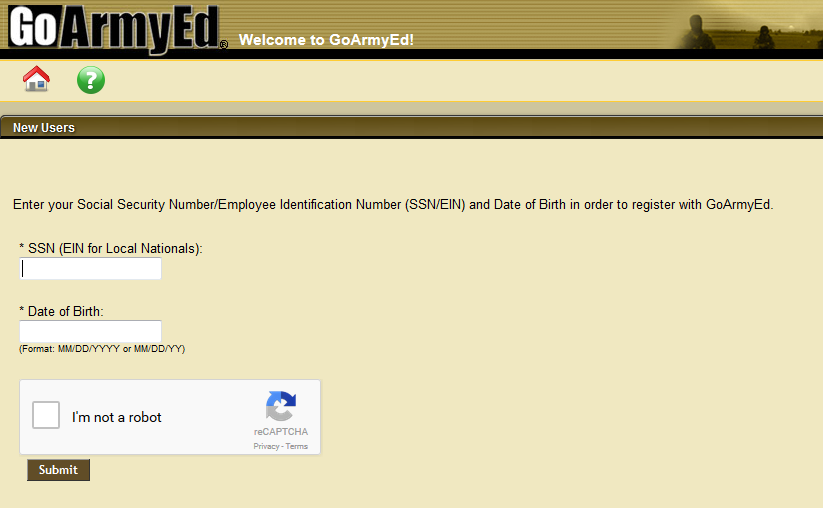 GoArmyEd® Welcome to GoArmyEd!
?
New Users
Enter your Social Security Number/Employee Identification Number (SSN/EIN) and Date of Birth in order to register with GoArmyEd.
* SSN (EIN for Local Nationals):
* Date of Birth:
(Format: MM/DD/YYYY or MM/DD/YY)
I'm not a robot
reCAPTCHA
Privacy - Terms
Submit